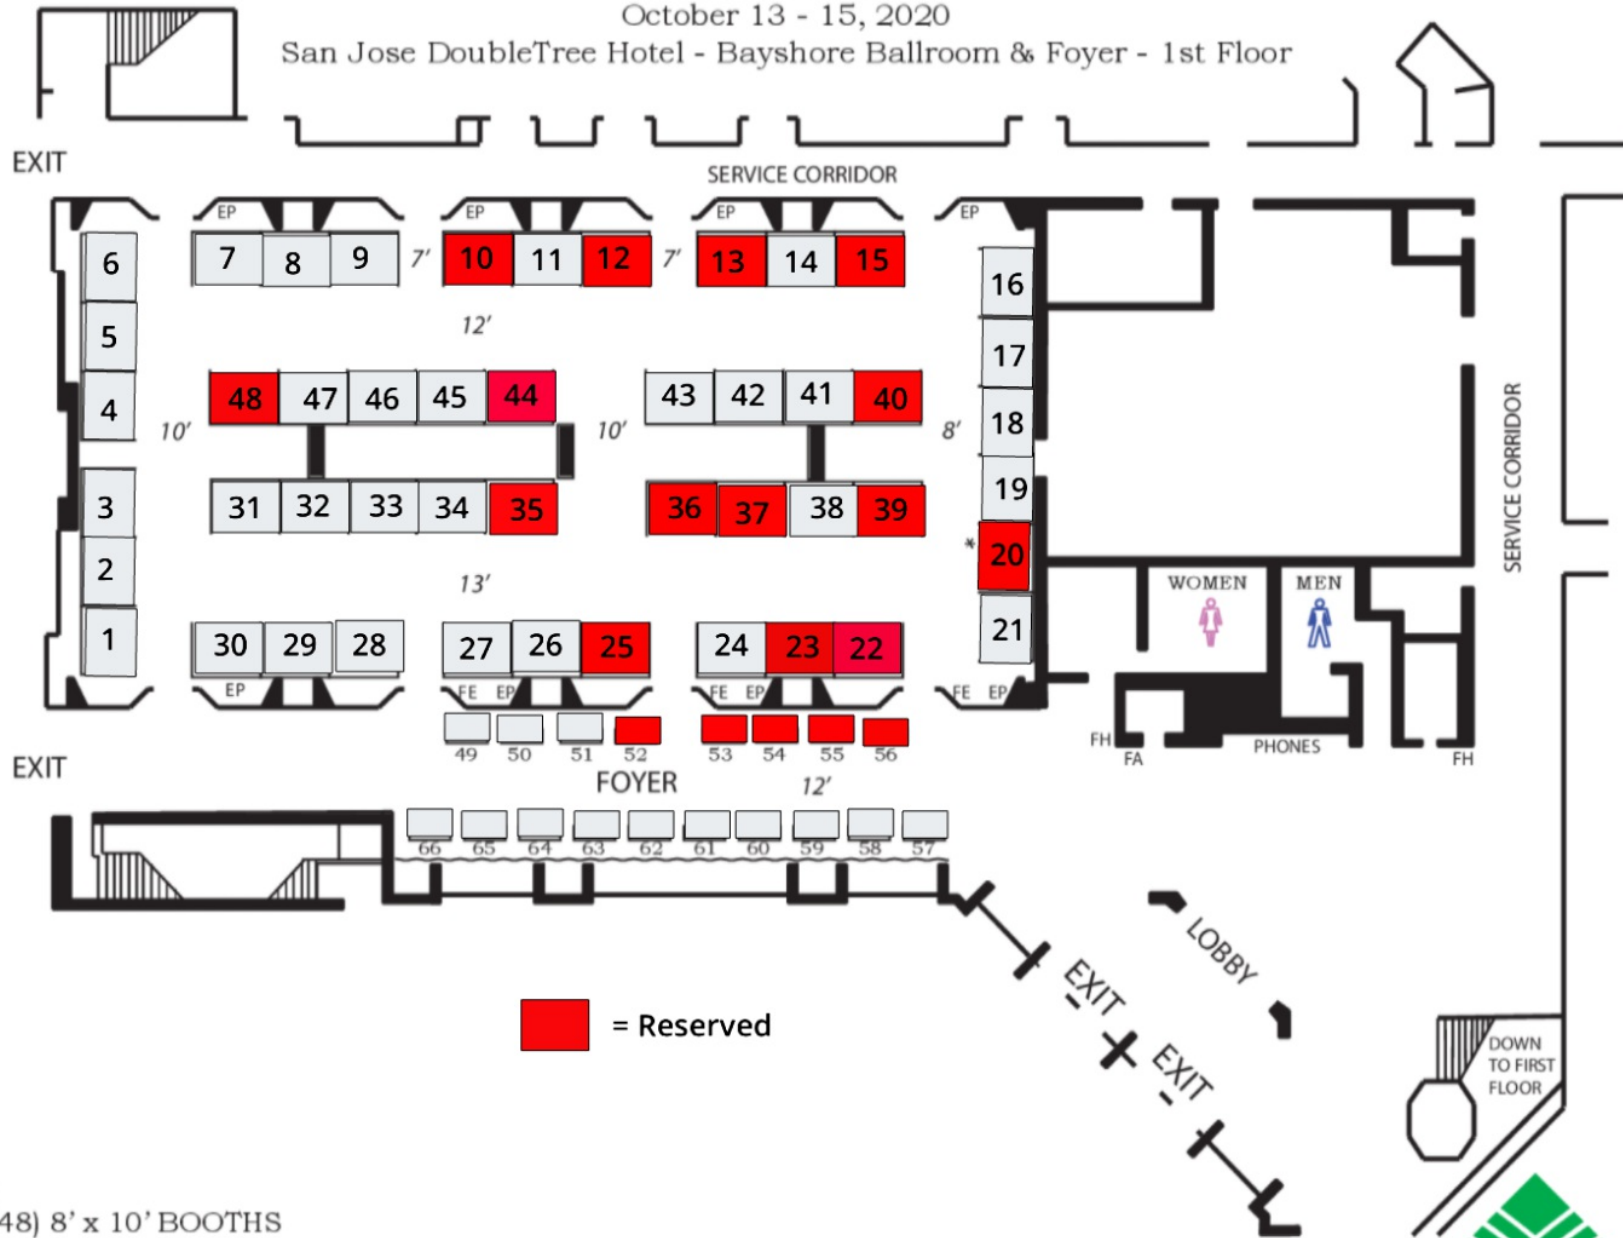 October 13 - 15, 2020
San Jose DoubleTree Hotel - Bayshore Ballroom & Foyer - 1st Floor
EXIT
SERVICE CORRIDOR
EP EP EP EP
6 7 8 9 7' 10 11 12 7' 13 14 15
16
12'
5
17
4 48 47 46 45 44 43 42 41 40
10' 10' 8' 18
SERVICE CORRIDOR
19
3 31 32 33 34 35 36 37 38 39
* 20
2
13'
WOMEN MEN
1 30 29 28 27 26 25 24 23 22 21
EP FE EP FE EP FE EP
49 50 51 52 53 54 55 56
FH FA PHONES FH
EXIT
FOYER 12'
66 65 64 63 62 61 60 59 58 57
LOBBY
EXIT
EXIT
= Reserved
DOWN
TO FIRST
FLOOR
48) 8' x 10' BOOTHS